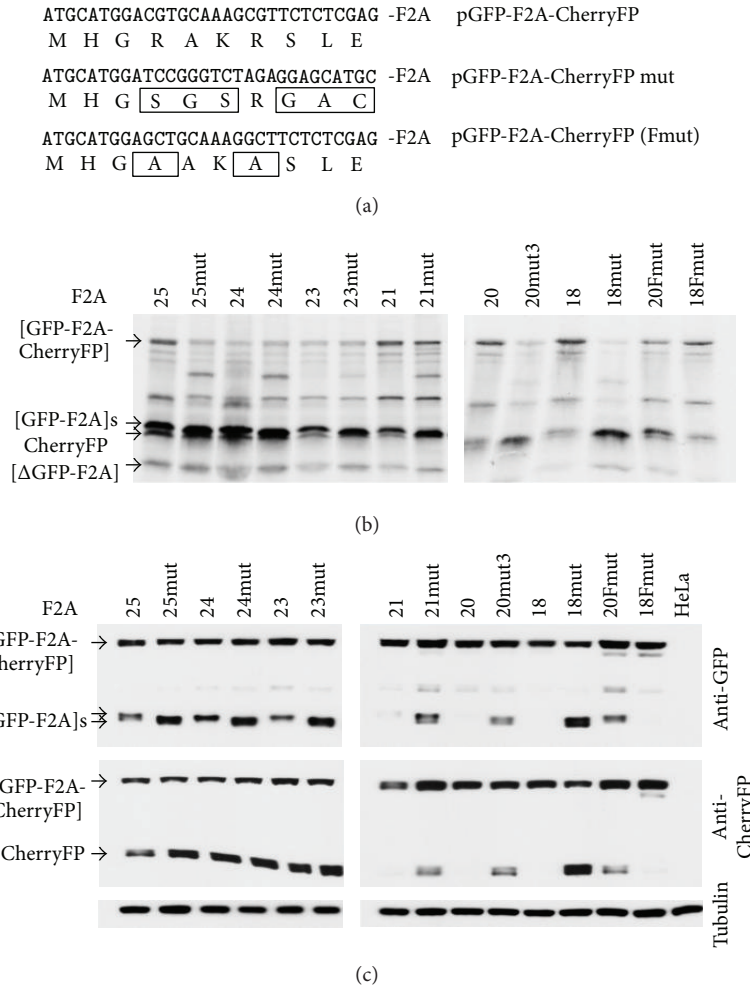 ATGCATGGACGTGCAAAGCGTTCTCTCGAG -F2A pGFP-F2A-CherryFP
M H G R A K R S L E
ATGCATGGATCCGGGTCTAGAGGAGCATGC -F2A pGFP-F2A-CherryFP mut
M H G S G S R G A C
ATGCATGGAGCTGCAAAGGCTTCTCTCGAG -F2A pGFP-F2A-CherryFP (Fmut)
M H G A A K A S L E
(a)
F2A 25 25mut 24 24mut 23 23mut 21 21mut 20 20mut3 18 18mut 20Fmut 18Fmut
[GFP-F2A-
CherryFP]
[GFP-F2A]s
CherryFP
[ΔGFP-F2A]
(b)
F2A 25 25mut 24 24mut 23 23mut 21 21mut 20 20mut3 18 18mut 20Fmut 18Fmut HeLa
GFP-F2A-
herryFP]
GFP-F2A]s
Anti-GFP
GFP-F2A-
CherryFP]
CherryFP
Anti-
CherryFP
Tubulin
(c)